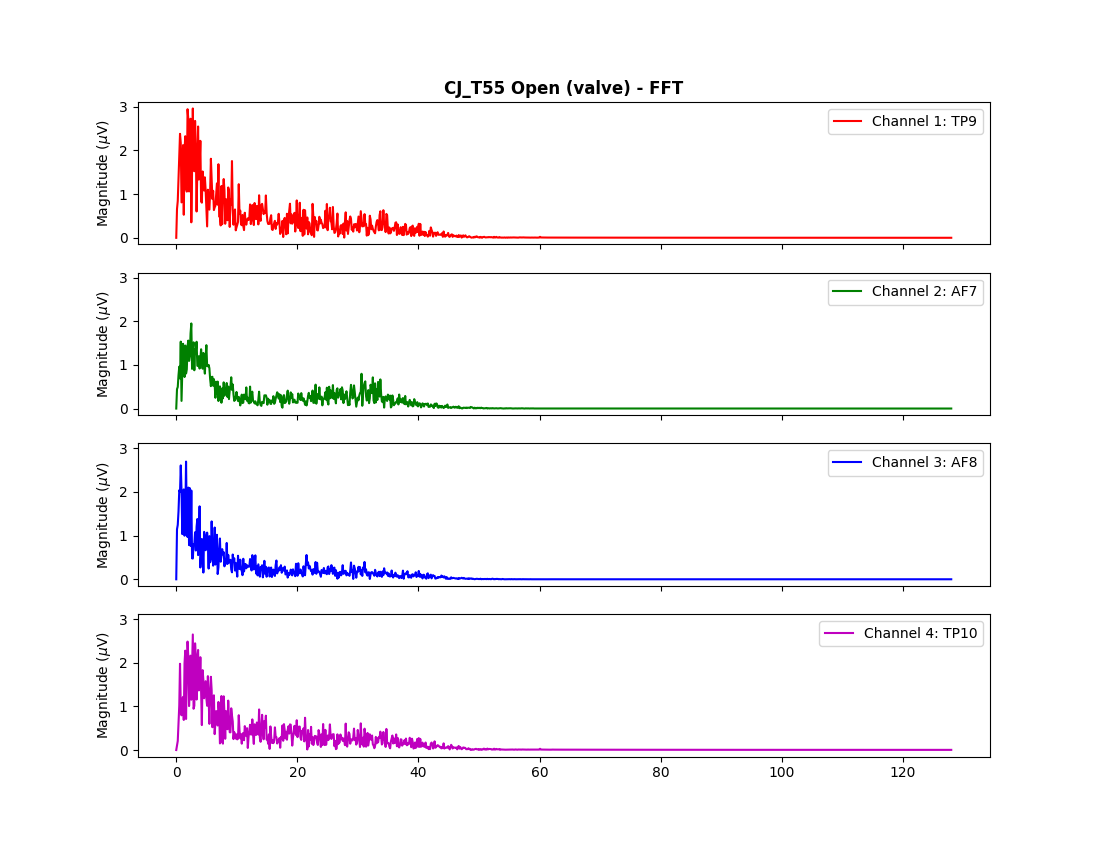 CJ_T55 Open (valve) - FFT
3
2
1
0
Magnitude (μV)
Channel 1: TP9
3
2
1
0
Magnitude (μV)
Channel 2: AF7
3
2
1
0
Magnitude (μV)
Channel 3: AF8
3
2
1
0
Magnitude (μV)
Channel 4: TP10
0 20 40 60 80 100 120